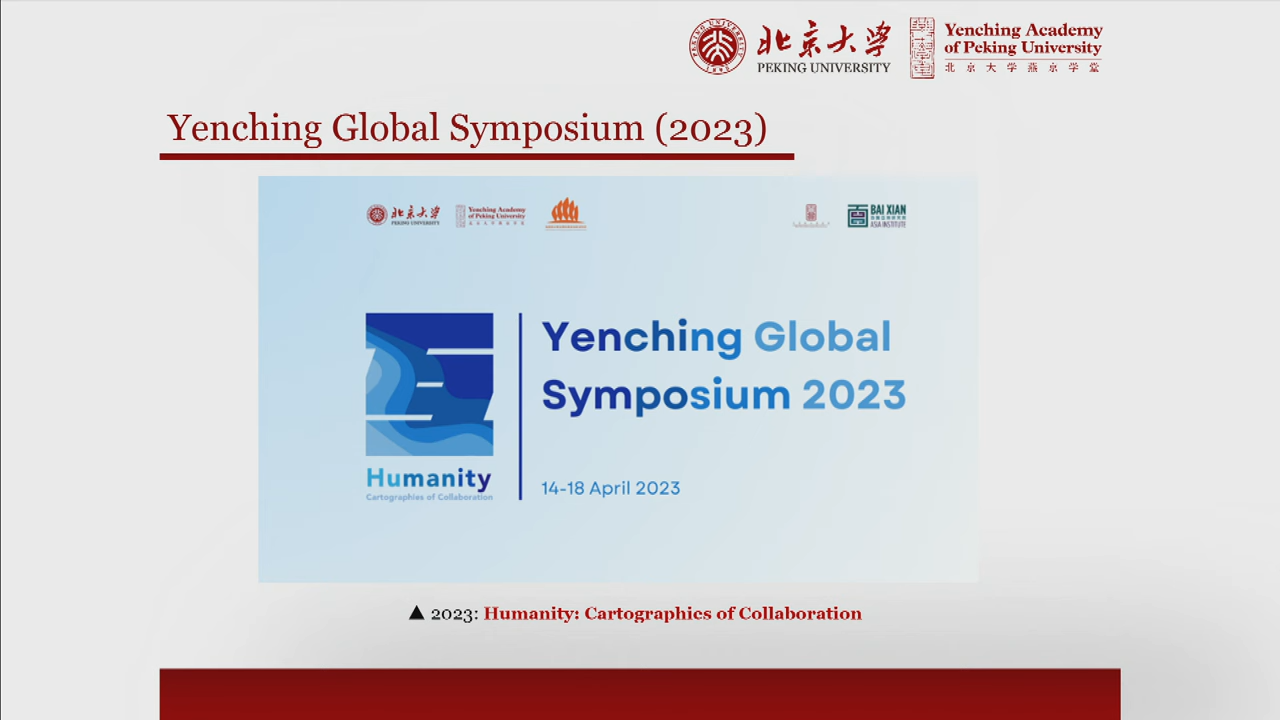 北京大学
PEKING UNIVERSITY
Yenching Academy
of Peking University
北京大学燕京学堂
Yenching Global Symposium (2023)
北京大学
PEKING UNIVERSITY
Yenching Academy
of Peking University
BAI XIAN
ASIA INSTITUTE
Yenching Global
Symposium 2023
Humanity
Cartographies of Collaboration
14-18 April 2023
▲ 2023: Humanity: Cartographies of Collaboration